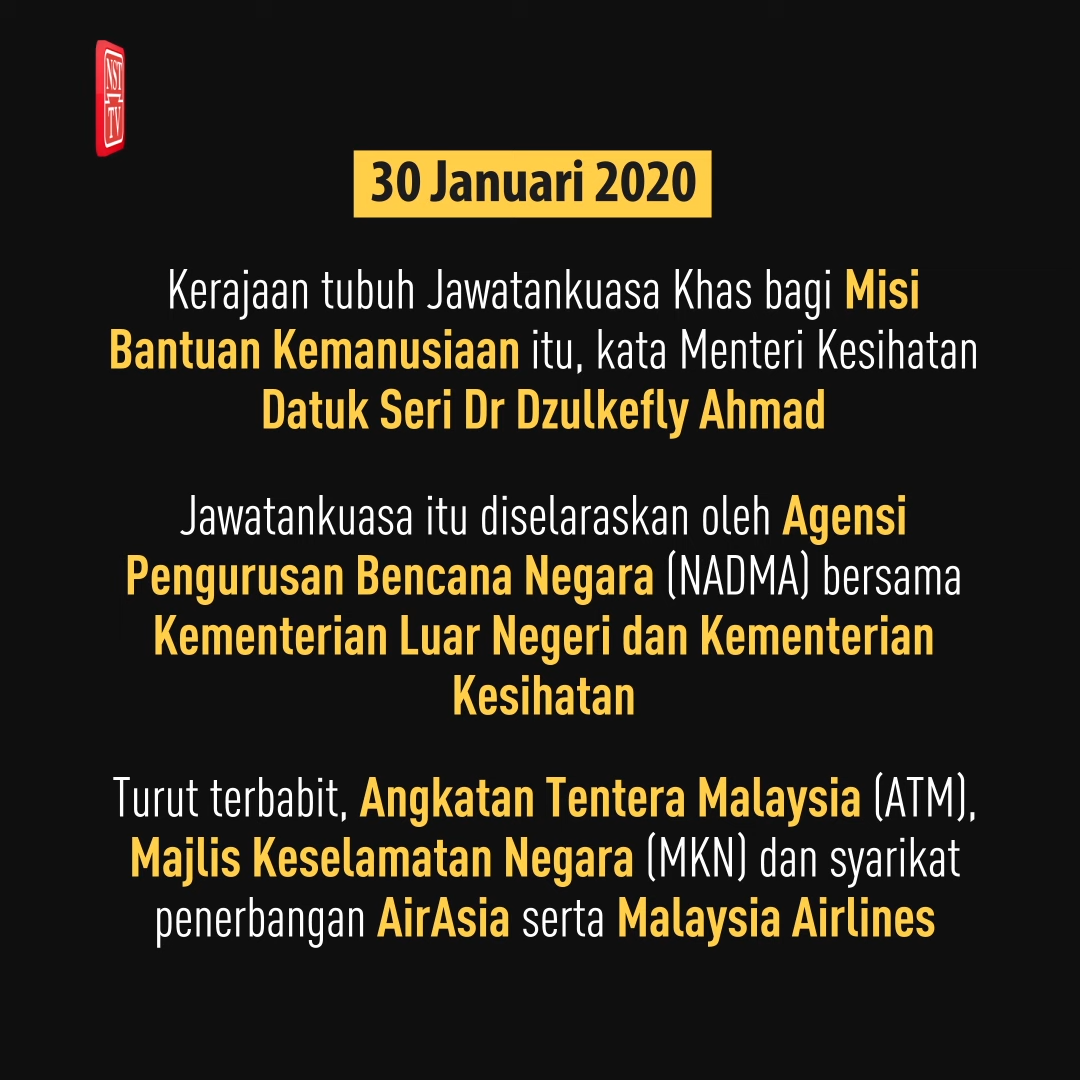 NST
TV
30 Januari 2020
Kerajaan tubuh Jawatankuasa Khas bagi Misi
Bantuan Kemanusiaan itu, kata Menteri Kesihatan
Datuk Seri Dr Dzulkefly Ahmad
Jawatankuasa itu diselaraskan oleh Agensi
Pengurusan Bencana Negara (NADMA) bersama
Kementerian Luar Negeri dan Kementerian
Kesihatan
Turut terbabit, Angkatan Tentera Malaysia (ATM),
Majlis Keselamatan Negara (MKN) dan syarikat
penerbangan AirAsia serta Malaysia Airlines